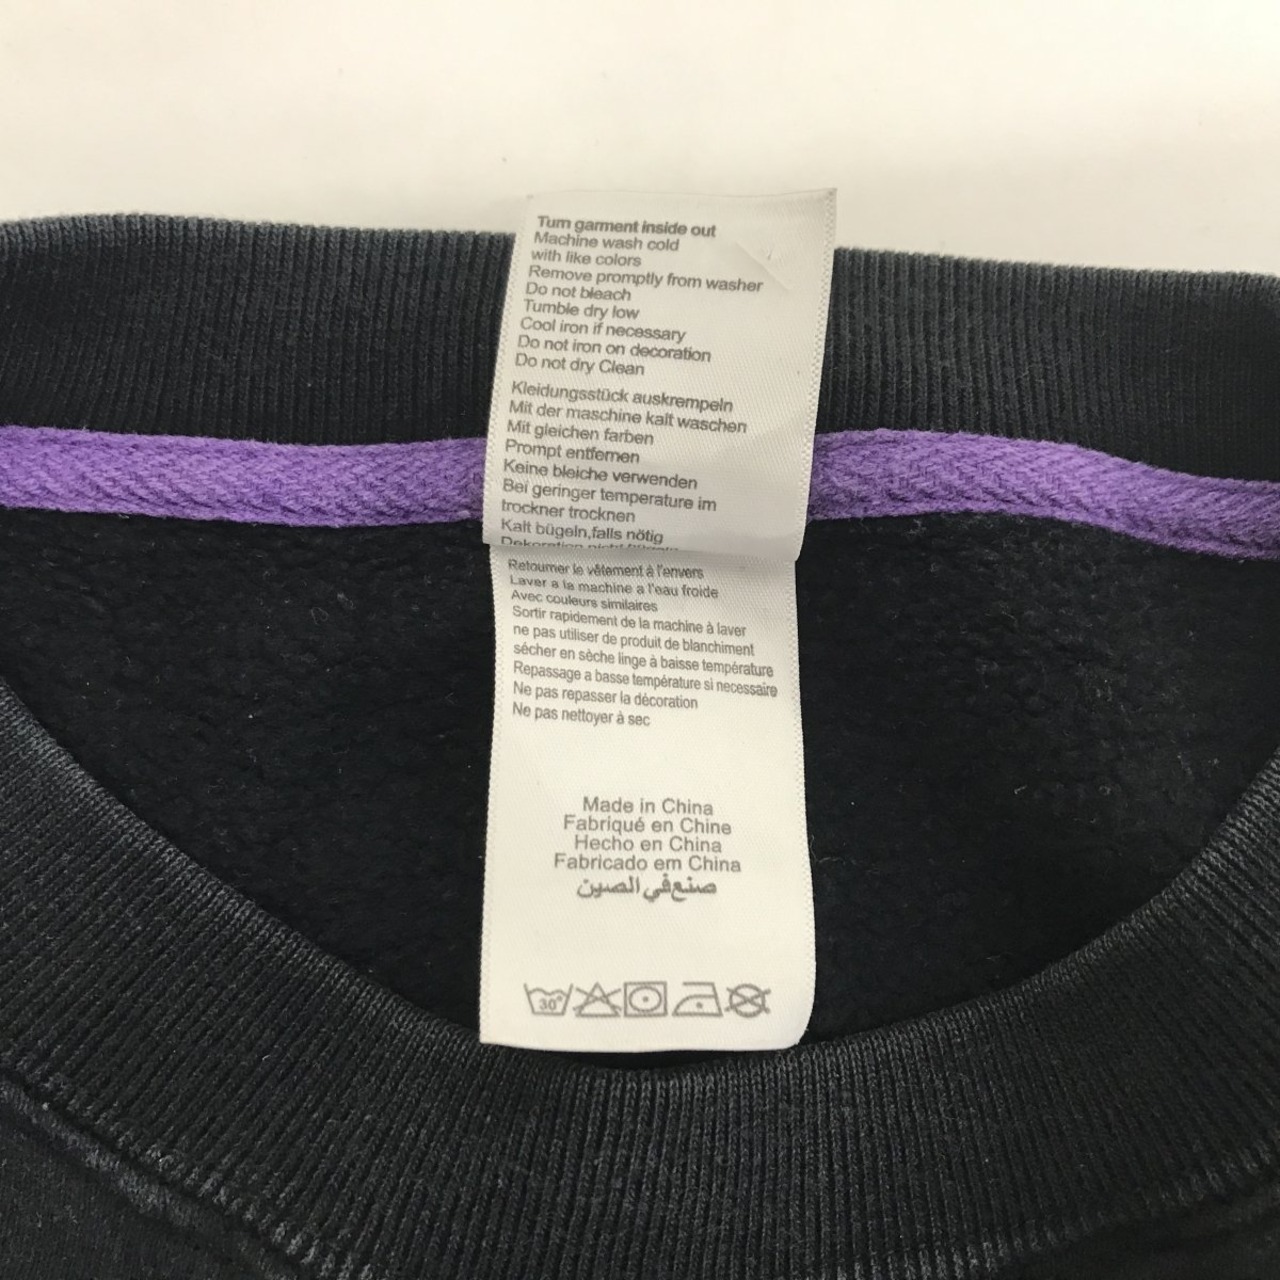 Turn garment inside out
Machine wash cold
with like colors
Remove promptly from washer
Do not bleach
Tumble dry low
Cool iron if necessary
Do not iron on decoration
Do not dry Clean
Kleidungsstück auskrempeln
Mit der maschine kalt waschen
Mit gleichen farben
Prompt entfernen
Keine bleiche verwenden
Bei geringer temperature im
trockner trocknen
Kalt bügeln,falls nötig
Dekoration nicht bügeln
Retourner le vêtement à l'envers
Laver a la machine a l'eau froide
Avec couleurs similaires
Sortir rapidement de la machine à laver
ne pas utiliser de produit de blanchiment
sécher en sèche linge à baisse température
Repassage a basse température si necessaire
Ne pas repasser la décoration
Ne pas nettoyer à sec
Made in China
Fabriqué en Chine
Hecho en China
Fabricado em China
صنع في الصين
30°